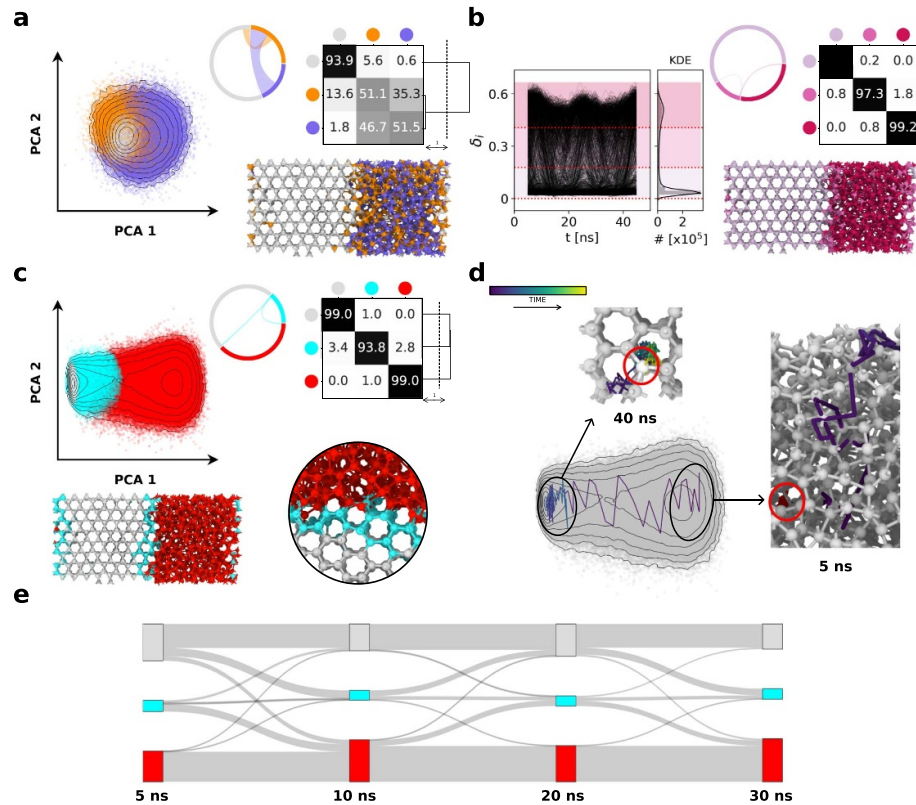 a
PCA 2
PCA 1
93.9 5.6 0.6
13.6 51.1 35.3
1.8 46.7 51.5
b
KDE
δi
0.6
0.3
0
0 20 40
t [ns]
0 2
# [x10⁵]
0.2 0.0
0.8 97.3 1.8
0.0 0.8 99.2
c
PCA 2
PCA 1
99.0 1.0 0.0
3.4 93.8 2.8
0.0 1.0 99.0
d
TIME
40 ns
5 ns
e
5 ns 10 ns 20 ns 30 ns